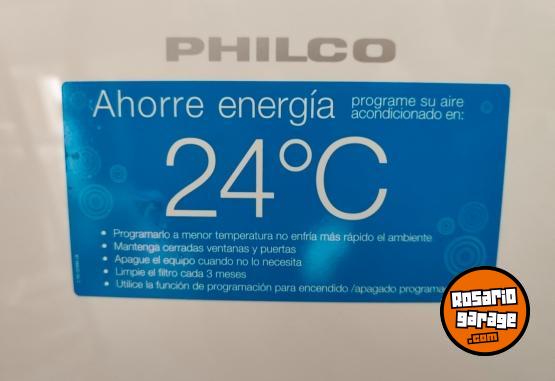 PHILCO
Ahorre energía programe su aire
acondicionado en:
24°C
• Programarlo a menor temperatura no enfría más rápido el ambiente
• Mantenga cerradas ventanas y puertas
• Apague el equipo cuando no lo necesita
• Limpie el filtro cada 3 meses
• Utilice la función de programación para encendido /apagado programa
Rosario
garage
.com